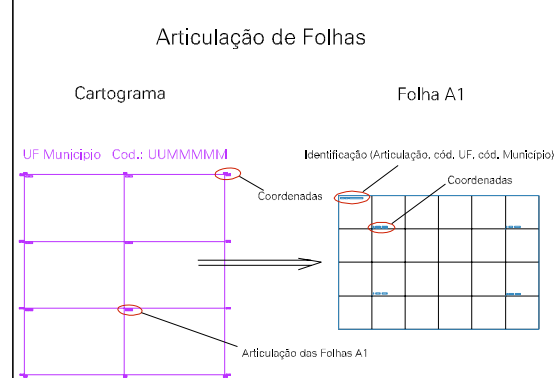 Articulação de Folhas
Cartograma
Folha A1
UF Município Cod.: UUMMMMM
Identificação (Articulação, cód. UF, cód. Município)
Coordenadas
Coordenadas
Articulação das Folhas A1